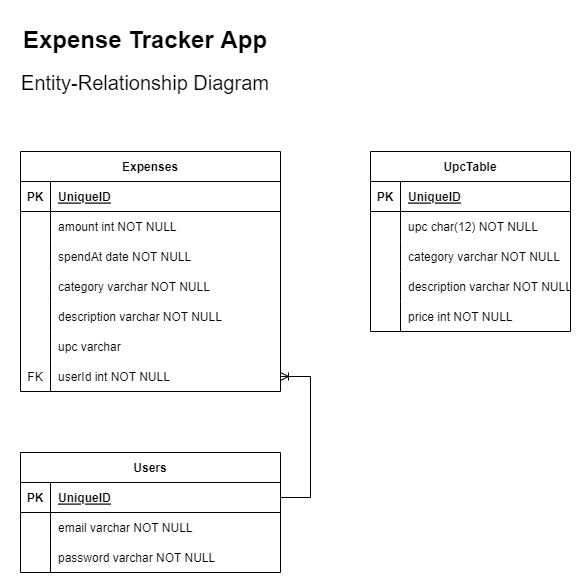 Expense Tracker App
Entity-Relationship Diagram
Expenses
PK UniqueID
amount int NOT NULL
spendAt date NOT NULL
category varchar NOT NULL
description varchar NOT NULL
upc varchar
FK userId int NOT NULL
UpcTable
PK UniqueID
upc char(12) NOT NULL
category varchar NOT NULL
description varchar NOT NULL
price int NOT NULL
Users
PK UniqueID
email varchar NOT NULL
password varchar NOT NULL